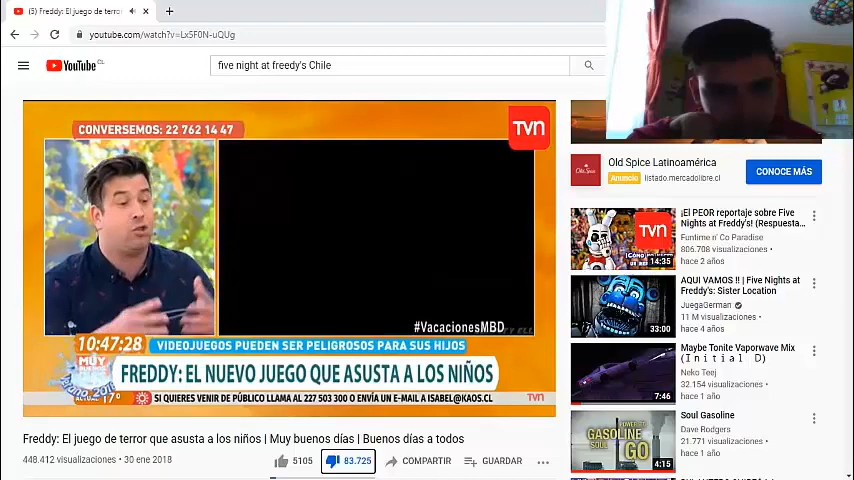 (3) Freddy: El juego de terror
youtube.com/watch?v=Lx5F0N-uQUg
YouTube CL
five night at freedy's Chile
CONVERSEMOS: 22 762 14 47
TVN
#VacacionesMBD
10:47:28
VIDEOJUEGOS PUEDEN SER PELIGROSOS PARA SUS HIJOS
MUY
FREDDY: EL NUEVO JUEGO QUE ASUSTA A LOS NIÑOS
ACTUAL 17°
SI QUIERES VENIR DE PÚBLICO LLAMA AL 227 503 300 O ENVÍA UN E-MAIL A ISABEL@KAOS.CL
TVN
Freddy: El juego de terror que asusta a los niños | Muy buenos días | Buenos días a todos
448.412 visualizaciones • 30 ene 2018
5105
83.725
COMPARTIR
GUARDAR
Old Spice
Old Spice Latinoamérica
Anuncio
listado.mercadolibre.cl
CONOCE MÁS
TVN
14:35
¡El PEOR reportaje sobre Five
Nights at Freddy's! (Respuesta...
Funtime n' Co Paradise
806.708 visualizaciones
hace 2 años
33:00
AQUI VAMOS !! | Five Nights at
Freddy's: Sister Location
JuegaGerman
11 M visualizaciones
hace 4 años
7:46
Maybe Tonite Vaporwave Mix
(Initial D)
Neko Teej
32.154 visualizaciones
hace 1 año
GASOLINE
SOUL GO
4:15
Soul Gasoline
Dave Rodgers
21.771 visualizaciones
hace 1 año